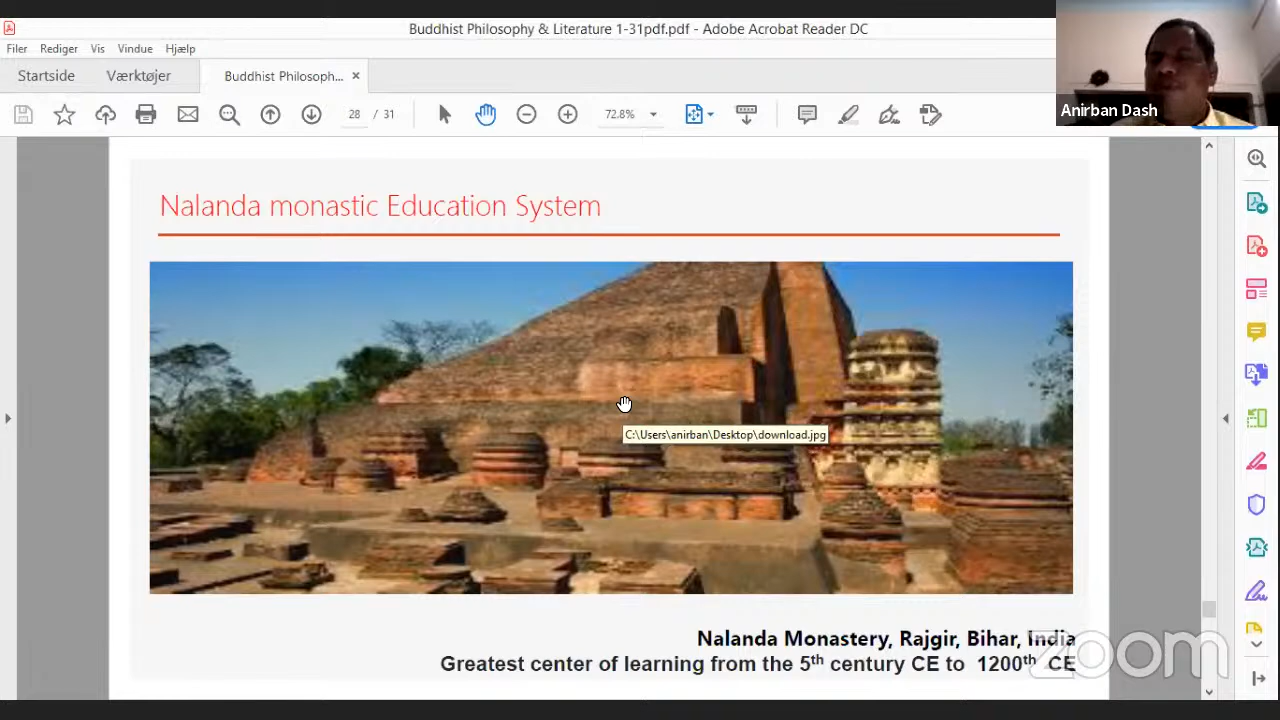 Buddhist Philosophy & Literature 1-31pdf.pdf - Adobe Acrobat Reader DC
Filer Rediger Vis Vindue Hjælp
Startside Værktøjer Buddhist Philosoph... ×
28 / 31 72.8%
Anirban Dash
Nalanda monastic Education System
C:\Users\anirban\Desktop\download.jpg
Nalanda Monastery, Rajgir, Bihar, India
Greatest center of learning from the 5th century CE to 1200th CE
zoom